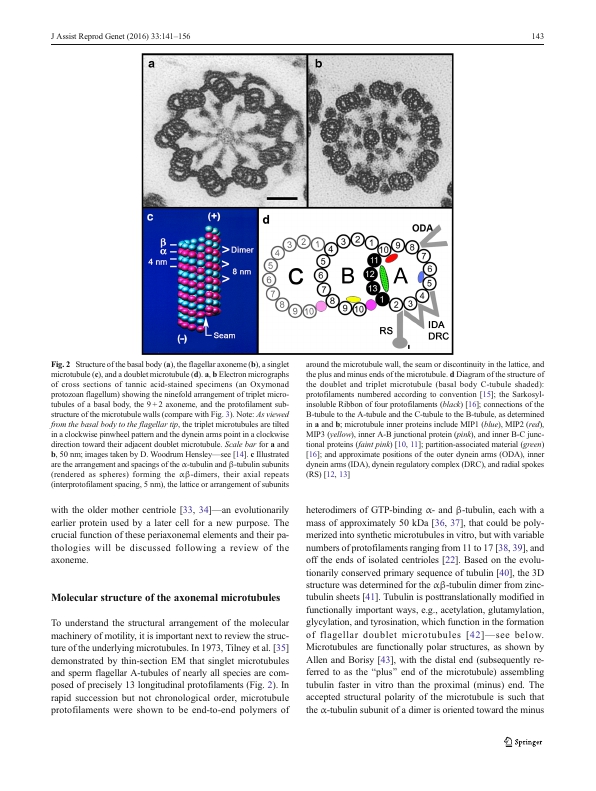 J Assist Reprod Genet (2016) 33:141–156
143
a
b
c
(+)
β
α
4 nm
Dimer
8 nm
Seam
(-)
d
ODA
C
B
A
RS
IDA
DRC
Fig. 2 Structure of the basal body (a), the flagellar axoneme (b), a singlet
microtubule (c), and a doublet microtubule (d). a, b Electron micrographs
of cross sections of tannic acid-stained specimens (an Oxymonad
protozoan flagellum) showing the ninefold arrangement of triplet micro-
tubules of a basal body, the 9+2 axoneme, and the protofilament sub-
structure of the microtubule walls (compare with Fig. 3). Note: As viewed
from the basal body to the flagellar tip, the triplet microtubules are tilted
in a clockwise pinwheel pattern and the dynein arms point in a clockwise
direction toward their adjacent doublet microtubule. Scale bar for a and
b, 50 nm; images taken by D. Woodrum Hensley—see [14]. c Illustrated
are the arrangement and spacings of the α-tubulin and β-tubulin subunits
(rendered as spheres) forming the αβ-dimers, their axial repeats
(interprotofilament spacing, 5 nm), the lattice or arrangement of subunits
around the microtubule wall, the seam or discontinuity in the lattice, and
the plus and minus ends of the microtubule. d Diagram of the structure of
the doublet and triplet microtubule (basal body C-tubule shaded):
protofilaments numbered according to convention [15]; the Sarkosyl-
insoluble Ribbon of four protofilaments (black) [16]; connections of the
B-tubule to the A-tubule and the C-tubule to the B-tubule, as determined
in a and b; microtubule inner proteins include MIP1 (blue), MIP2 (red),
MIP3 (yellow), inner A-B junctional protein (pink), and inner B-C junc-
tional proteins (faint pink) [10, 11]; partition-associated material (green)
[16]; and approximate positions of the outer dynein arms (ODA), inner
dynein arms (IDA), dynein regulatory complex (DRC), and radial spokes
(RS) [12, 13]
with the older mother centriole [33, 34]—an evolutionarily
earlier protein used by a later cell for a new purpose. The
crucial function of these periaxonemal elements and their pa-
thologies will be discussed following a review of the
axoneme.
Molecular structure of the axonemal microtubules
To understand the structural arrangement of the molecular
machinery of motility, it is important next to review the struc-
ture of the underlying microtubules. In 1973, Tilney et al. [35]
demonstrated by thin-section EM that singlet microtubules
and sperm flagellar A-tubules of nearly all species are com-
posed of precisely 13 longitudinal protofilaments (Fig. 2). In
rapid succession but not chronological order, microtubule
protofilaments were shown to be end-to-end polymers of
heterodimers of GTP-binding α- and β-tubulin, each with a
mass of approximately 50 kDa [36, 37], that could be poly-
merized into synthetic microtubules in vitro, but with variable
numbers of protofilaments ranging from 11 to 17 [38, 39], and
off the ends of isolated centrioles [22]. Based on the evolu-
tionarily conserved primary sequence of tubulin [40], the 3D
structure was determined for the αβ-tubulin dimer from zinc-
tubulin sheets [41]. Tubulin is posttranslationally modified in
functionally important ways, e.g., acetylation, glutamylation,
glycylation, and tyrosination, which function in the formation
of flagellar doublet microtubules [42]—see below.
Microtubules are functionally polar structures, as shown by
Allen and Borisy [43], with the distal end (subsequently re-
ferred to as the “plus” end of the microtubule) assembling
tubulin faster in vitro than the proximal (minus) end. The
accepted structural polarity of the microtubule is such that
the α-tubulin subunit of a dimer is oriented toward the minus
Springer